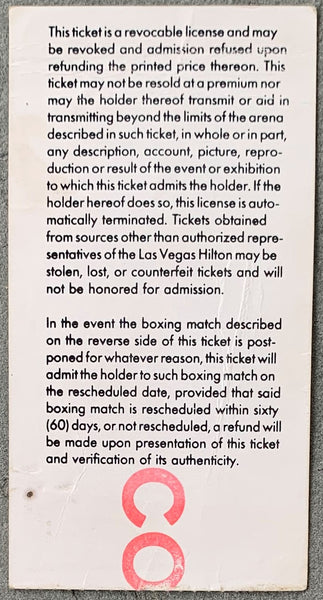 This ticket is a revocable license and may
be revoked and admission refused upon
refunding the printed price thereon. This
ticket may not be resold at a premium nor
may the holder thereof transmit or aid in
transmitting beyond the limits of the arena
described in such ticket, in whole or in part,
any description, account, picture, repro-
duction or result of the event or exhibition
to which this ticket admits the holder. If the
holder hereof does so, this license is auto-
matically terminated. Tickets obtained
from sources other than authorized repre-
sentatives of the Las Vegas Hilton may be
stolen, lost, or counterfeit tickets and will
not be honored for admission.
In the event the boxing match described
on the reverse side of this ticket is post-
poned for whatever reason, this ticket will
admit the holder to such boxing match on
the rescheduled date, provided that said
boxing match is rescheduled within sixty
(60) days, or not rescheduled, a refund will
be made upon presentation of this ticket
and verification of its authenticity.
CO